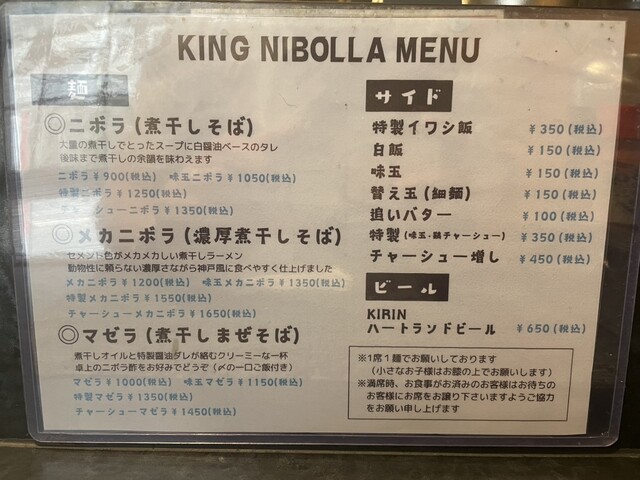 KING NIBOLLA MENU
麺
◎ニボラ(煮干しそば)
大量の煮干しでとったスープに白醤油ベースのタレ
後味まで煮干しの余韻を味わえます
ニボラ¥900(税込) 味玉ニボラ¥1050(税込)
特製ニボラ¥1250(税込)
チャーシューニボラ¥1350(税込)
◎メカニボラ(濃厚煮干しそば)
セメント色がメカメカしい煮干しラーメン
動物性に頼らない濃厚さながら神戸風に食べやすく仕上げました
メカニボラ¥1200(税込) 味玉メカニボラ¥1350(税込)
特製メカニボラ¥1550(税込)
チャーシューメカニボラ¥1650(税込)
◎マゼラ(煮干しまぜそば)
煮干しオイルと特製醤油ダレが絡むクリーミーな一杯
卓上のニボラ酢をお好みでどうぞ(〆の一口ご飯付き)
マゼラ¥1000(税込) 味玉マゼラ¥1150(税込)
特製マゼラ¥1350(税込)
チャーシューマゼラ¥1450(税込)
サイド
特製イワシ飯 ¥350(税込)
白飯 ¥150(税込)
味玉 ¥150(税込)
替え玉(細麺) ¥150(税込)
追いバター ¥100(税込)
特製(味玉・鶏チャーシュー) ¥350(税込)
チャーシュー増し ¥450(税込)
ビール
KIRIN
ハートランドビール ¥650(税込)
※1席1麺でお願いしております
(小さなお子様はお膝の上でお願いします)
※満席時、お食事がお済みのお客様はお待ちの
お客様にお席をお譲り下さいますようご協力
をお願い申し上げます